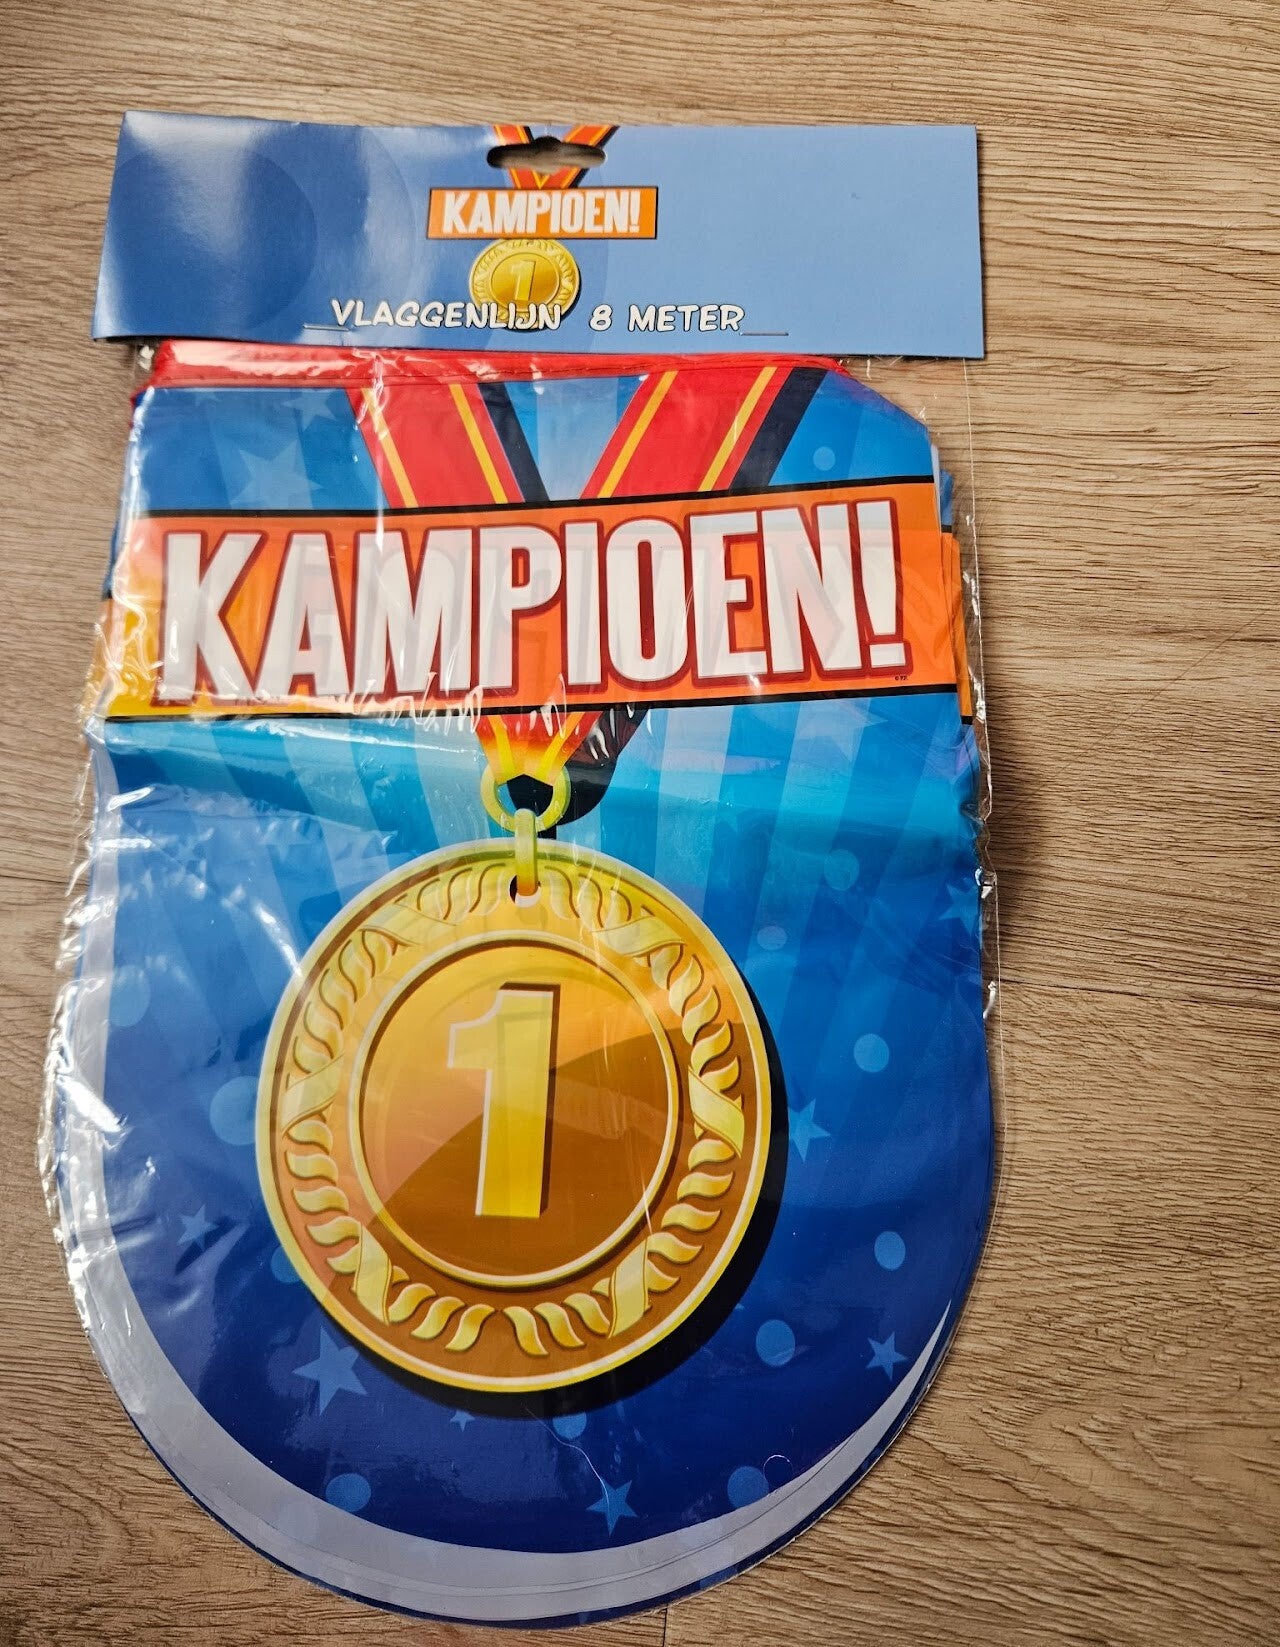 KAMPIOEN!
1
VLAGGENLIJN 8 METER
KAMPIOEN!
1